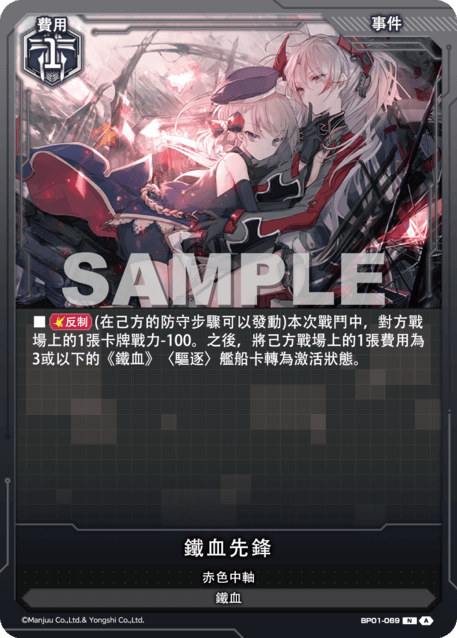 費用
1
事件
SAMPLE
■反制(在己方的防守步驟可以發動)本次戰鬥中，對方戰
場上的1張卡牌戰力-100。之後，將己方戰場上的1張費用為
3或以下的《鐵血》〈驅逐〉艦船卡轉為激活狀態。
鐵血先鋒
赤色中軸
鐵血
©Manjuu Co.,Ltd.& Yongshi Co.,Ltd.
BP01-069 N A